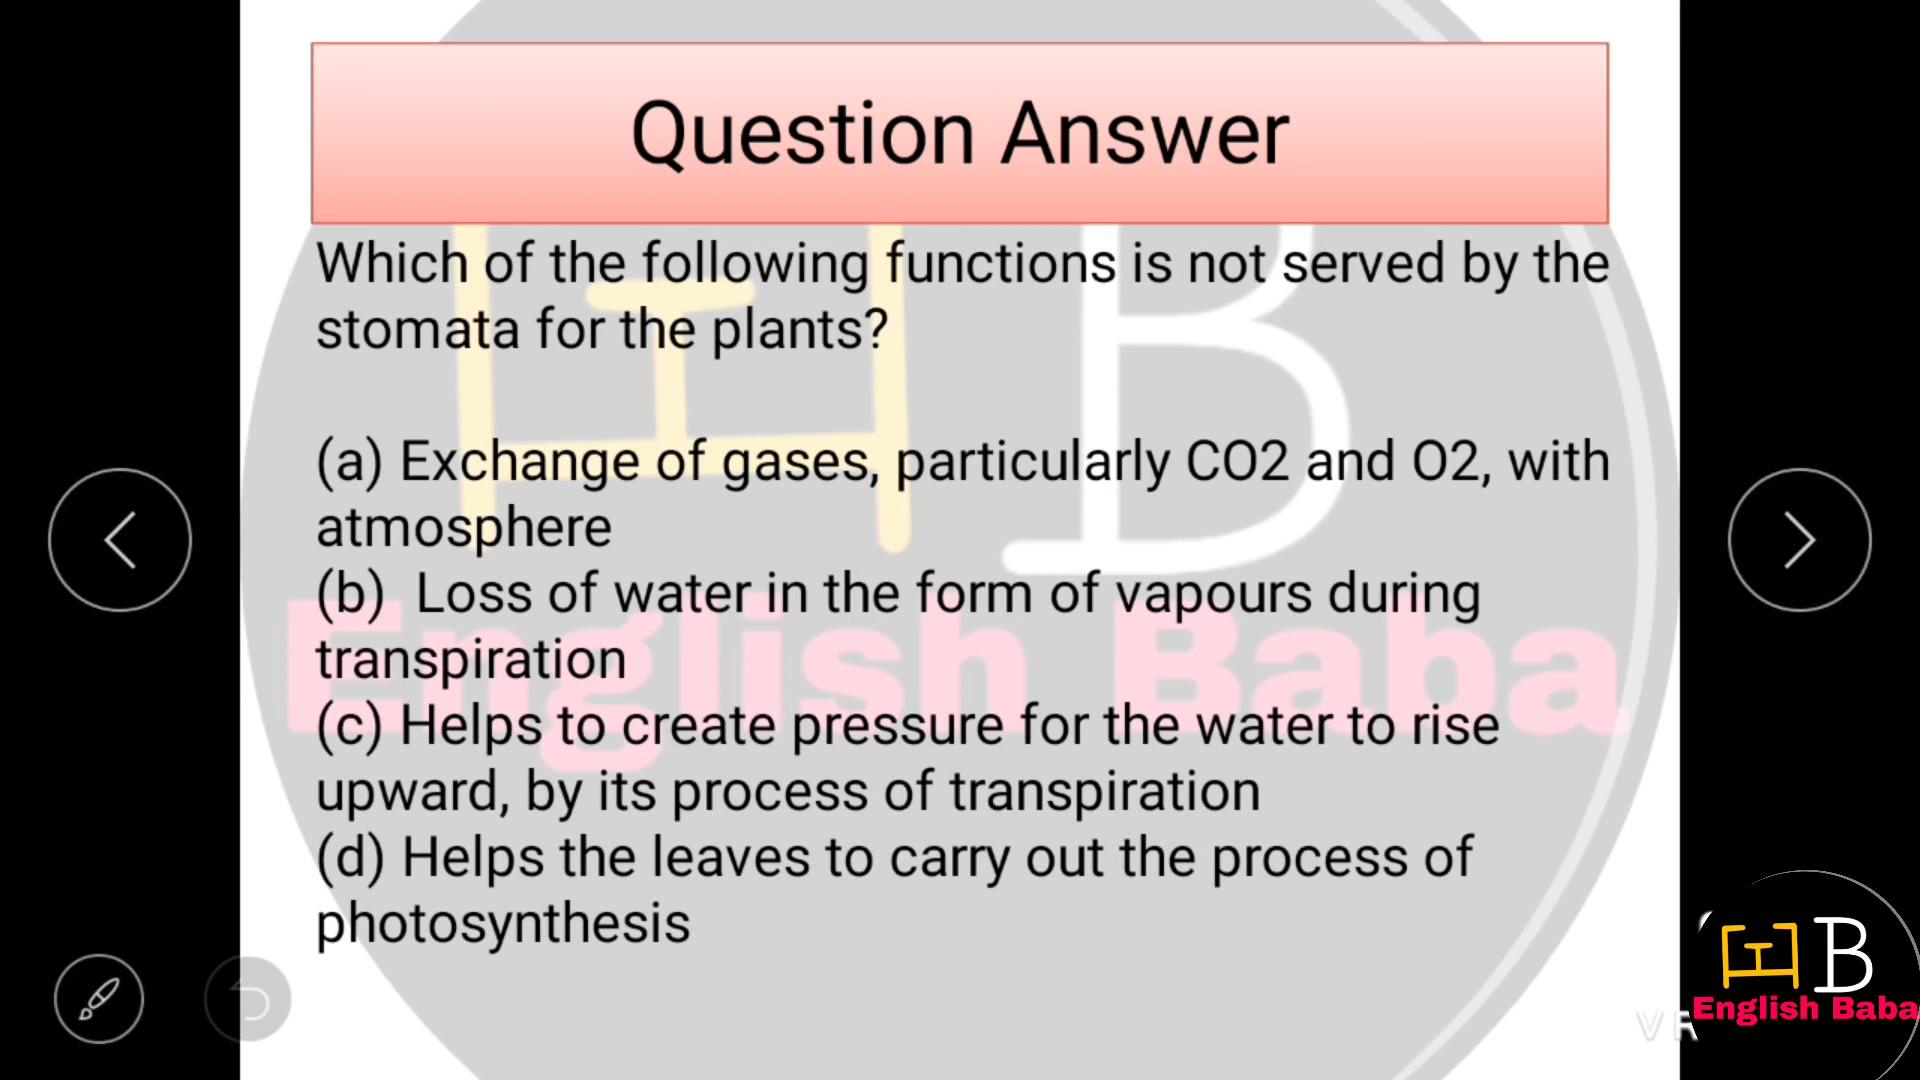 Question Answer
Which of the following functions is not served by the
stomata for the plants?
(a) Exchange of gases, particularly CO2 and O2, with
atmosphere
(b) Loss of water in the form of vapours during
transpiration
(c) Helps to create pressure for the water to rise
upward, by its process of transpiration
(d) Helps the leaves to carry out the process of
photosynthesis
EB
English Baba
VR
EB
English Baba